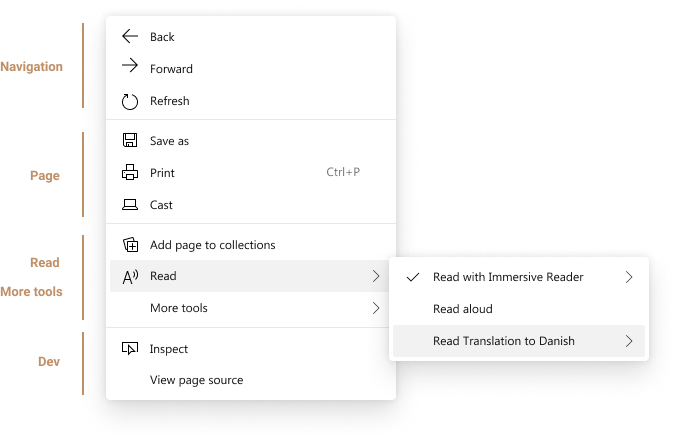 Navigation
Back
Forward
Refresh
Page
Save as
Print Ctrl+P
Cast
Read
More tools
Add page to collections
Read
More tools
Read with Immersive Reader
Read aloud
Read Translation to Danish
Dev
Inspect
View page source